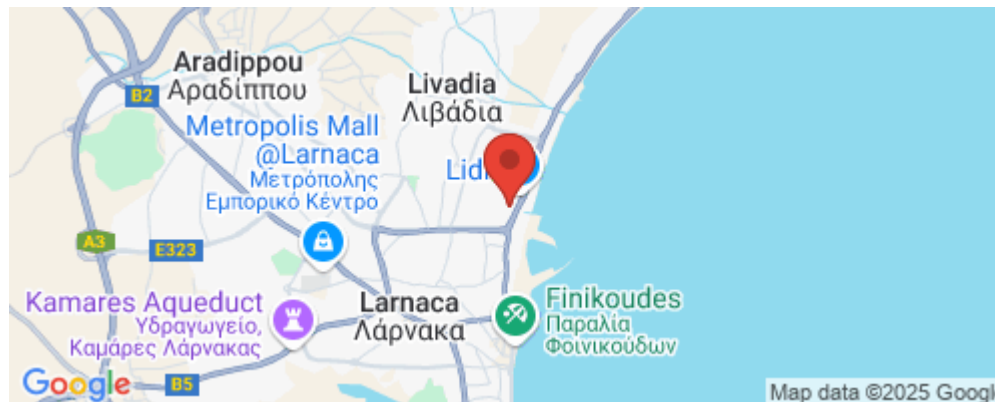 Aradippou
Αραδίππου
B2
Livadia
Λιβάδια
Metropolis Mall
@Larnaca
Μετρόπολης
Εμπορικό Κέντρο
A3
E323
Kamares Aqueduct
Υδραγωγείο,
Καμάρες Λάρνακας
Larnaca
Λάρνακα
Finikoudes
Παραλία
Φοινικούδων
Google
B5
Map data ©2025 Google